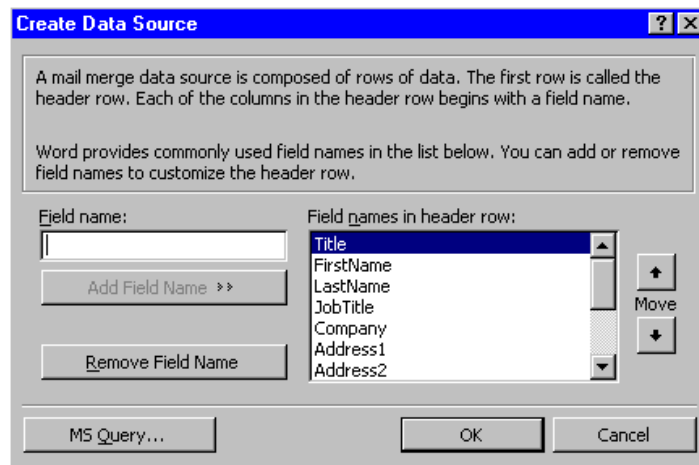 Create Data Source
A mail merge data source is composed of rows of data. The first row is called the
header row. Each of the columns in the header row begins with a field name.
Word provides commonly used field names in the list below. You can add or remove
field names to customize the header row.
Field name:
Field names in header row:
Title
FirstName
LastName
JobTitle
Company
Address1
Address2
Add Field Name >>
Remove Field Name
Move
MS Query...
OK
Cancel